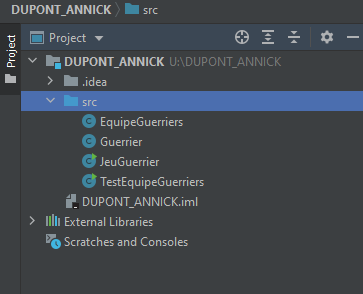 DUPONT_ANNICK src
Project
Project
DUPONT_ANNICK U:\DUPONT_ANNICK
.idea
src
EquipeGuerriers
Guerrier
JeuGuerrier
TestEquipeGuerriers
DUPONT_ANNICK.iml
External Libraries
Scratches and Consoles